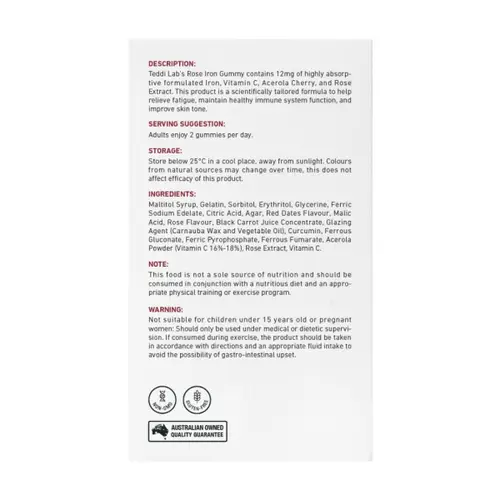 DESCRIPTION:
Teddi Lab's Rose Iron Gummy contains 12mg of highly absorp-
tive formulated Iron, Vitamin C, Acerola Cherry, and Rose
Extract. This product is a scientifically tailored formula to help
relieve fatigue, maintain healthy immune system function, and
improve skin tone.
SERVING SUGGESTION:
Adults enjoy 2 gummies per day.
STORAGE:
Store below 25°C in a cool place, away from sunlight. Colours
from natural sources may change over time, this does not
affect efficacy of this product.
INGREDIENTS:
Maltitol Syrup, Gelatin, Sorbitol, Erythritol, Glycerine, Ferric
Sodium Edelate, Citric Acid, Agar, Red Dates Flavour, Malic
Acid, Rose Flavour, Black Carrot Juice Concentrate, Glazing
Agent (Carnauba Wax and Vegetable Oil), Curcumin, Ferrous
Gluconate, Ferric Pyrophosphate, Ferrous Fumarate, Acerola
Powder (Vitamin C 16%-18%), Rose Extract, Vitamin C.
NOTE:
This food is not a sole source of nutrition and should be
consumed in conjunction with a nutritious diet and an appro-
priate physical training or exercise program.
WARNING:
Not suitable for children under 15 years old or pregnant
women: Should only be used under medical or dietetic supervi-
sion. If consumed during exercise, the product should be taken
in accordance with directions and an appropriate fluid intake to
avoid the possibility of gastro-intestinal upset.
NON-GMO
GLUTEN-FREE
AUSTRALIAN OWNED
QUALITY GUARANTEE